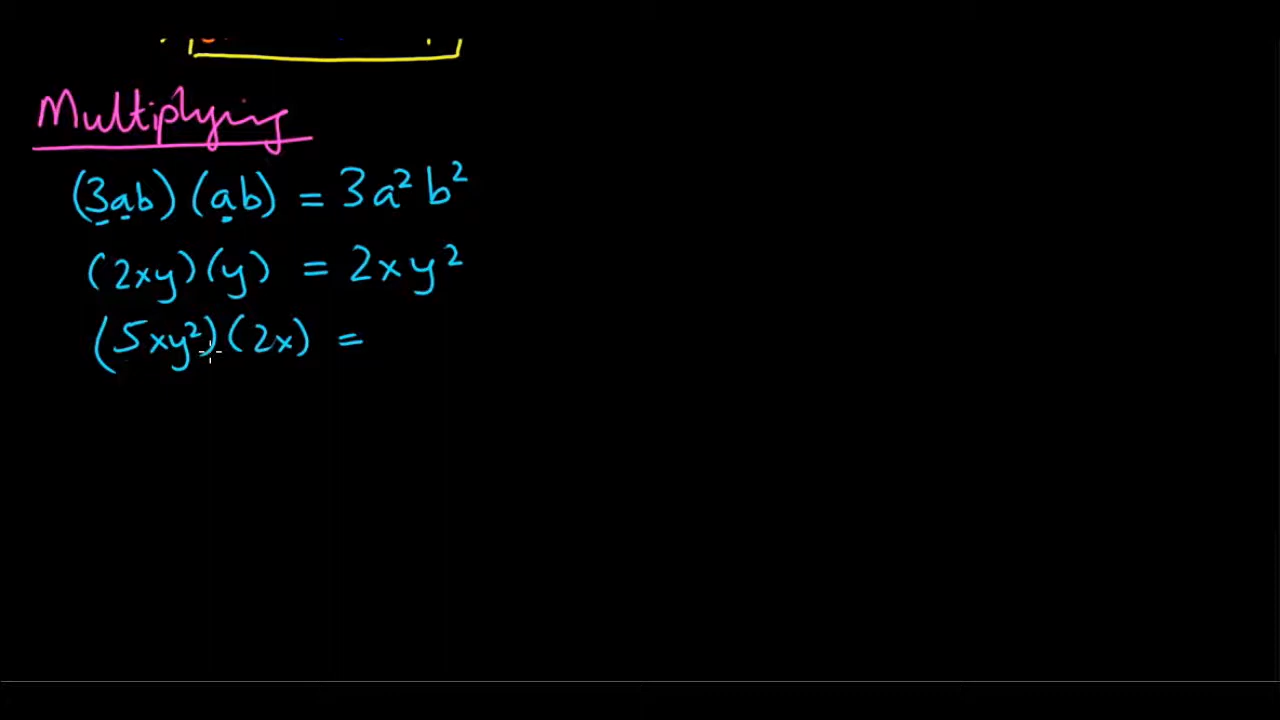 Multiplying
(3ab)(ab) = 3a²b²
(2xy)(y) = 2xy²
(5xy²)(2x) =